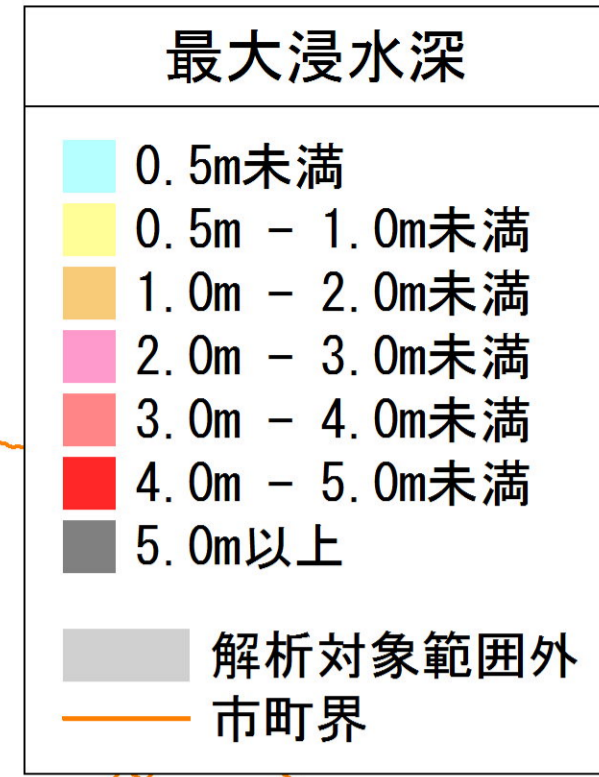 最大浸水深
0.5m未満
0.5m － 1.0m未満
1.0m － 2.0m未満
2.0m － 3.0m未満
3.0m － 4.0m未満
4.0m － 5.0m未満
5.0m以上
解析対象範囲外
市町界